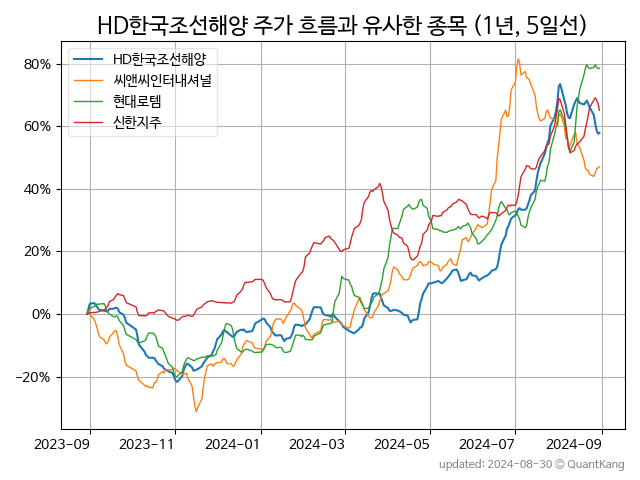 HD한국조선해양 주가 흐름과 유사한 종목 (1년, 5일선)
HD한국조선해양
씨앤씨인터내셔널
현대로템
신한지주
80%
60%
40%
20%
0%
−20%
2023-09 2023-11 2024-01 2024-03 2024-05 2024-07 2024-09
updated: 2024-08-30 © QuantKang